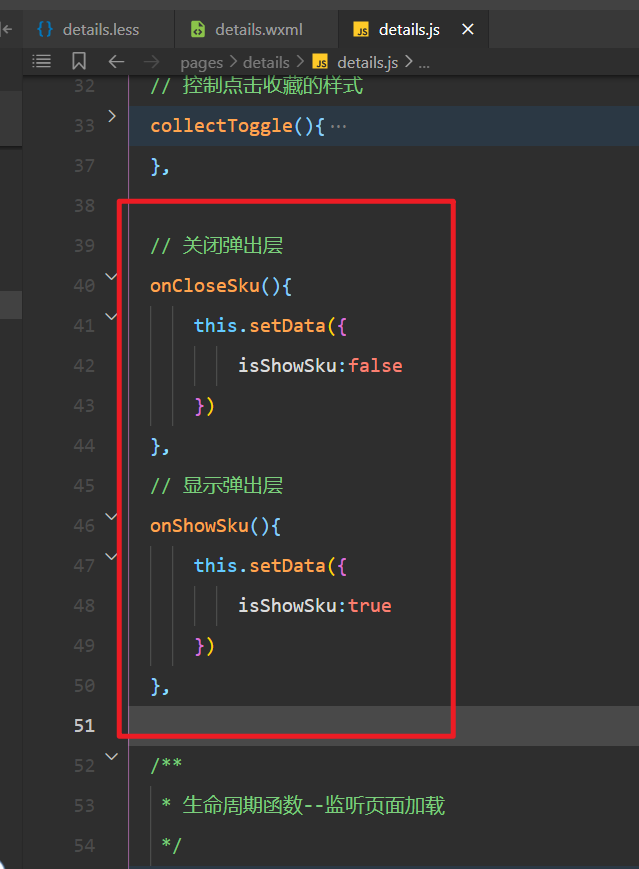 details.less
details.wxml
details.js
pages > details > details.js > ...
32 // 控制点击收藏的样式
33 collectToggle(){ ···
37 },
38
39 // 关闭弹出层
40 onCloseSku(){
41 this.setData({
42 isShowSku:false
43 })
44 },
45 // 显示弹出层
46 onShowSku(){
47 this.setData({
48 isShowSku:true
49 })
50 },
51
52 /**
53 * 生命周期函数--监听页面加载
54 */